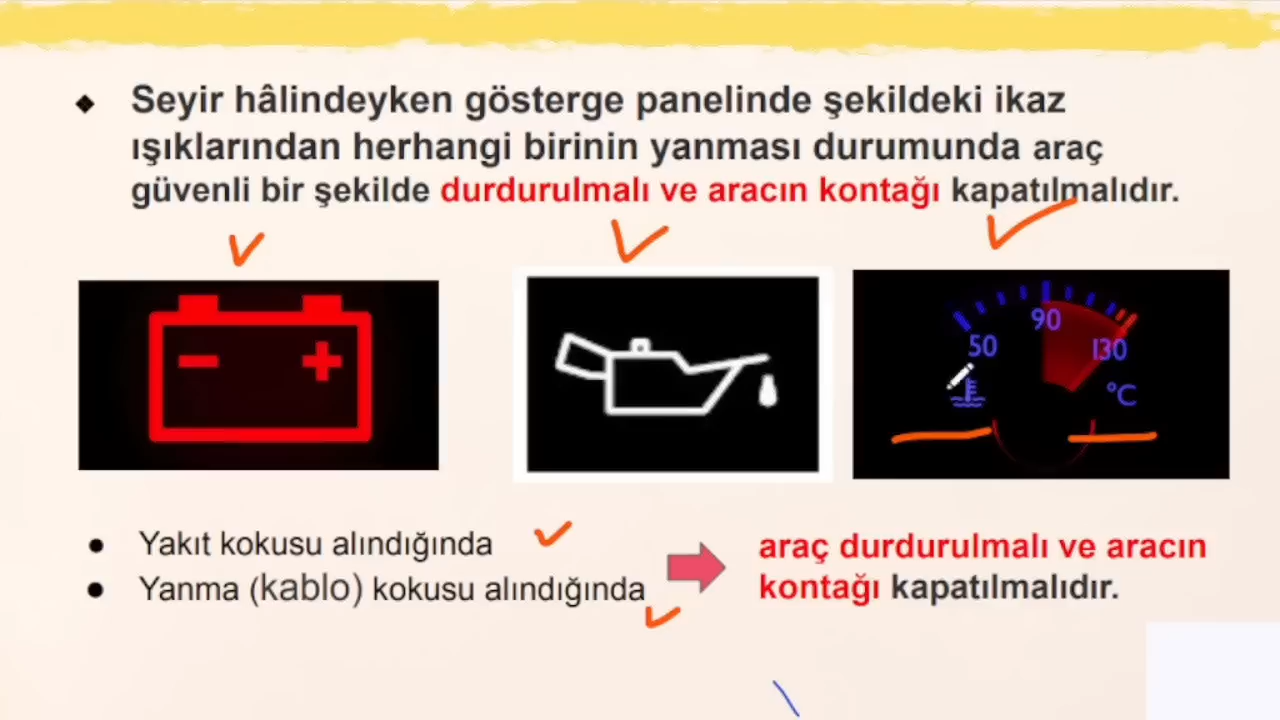 Seyir hâlindeyken gösterge panelinde şekildeki ikaz
ışıklarından herhangi birinin yanması durumunda araç
güvenli bir şekilde durdurulmalı ve aracın kontağı kapatılmalıdır.
- +
50 90 130
°C
Yakıt kokusu alındığında
Yanma (kablo) kokusu alındığında
araç durdurulmalı ve aracın
kontağı kapatılmalıdır.